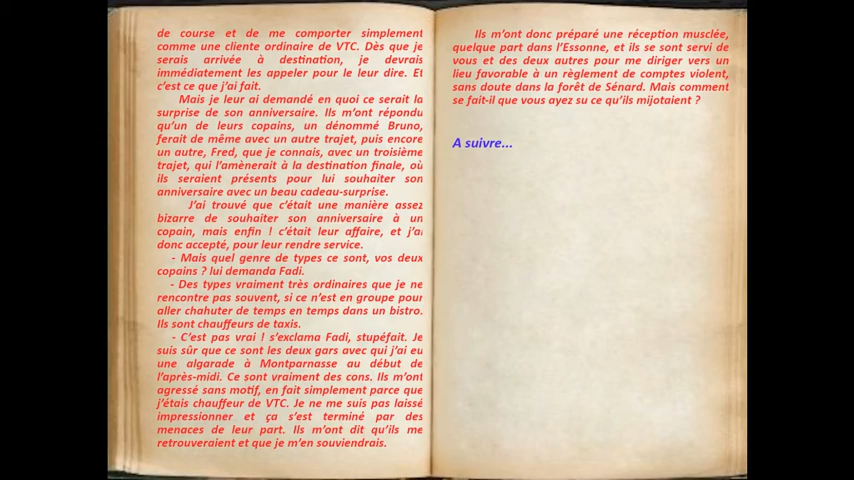 de course et de me comporter simplement
comme une cliente ordinaire de VTC. Dès que je
serais arrivée à destination, je devrais
immédiatement les appeler pour le leur dire. Et
c'est ce que j'ai fait.
Mais je leur ai demandé en quoi ce serait la
surprise de son anniversaire. Ils m'ont répondu
qu'un de leurs copains, un dénommé Bruno,
ferait de même avec un autre trajet, puis encore
un autre, Fred, que je connais, avec un troisième
trajet, qui l'amènerait à la destination finale, où
ils seraient présents pour lui souhaiter son
anniversaire avec un beau cadeau-surprise.
J'ai trouvé que c'était une manière assez
bizarre de souhaiter son anniversaire à un
copain, mais enfin ! c'était leur affaire, et j'ai
donc accepté, pour leur rendre service.
- Mais quel genre de types ce sont, vos deux
copains ? lui demanda Fadi.
- Des types vraiment très ordinaires que je ne
rencontre pas souvent, si ce n'est en groupe pour
aller chahuter de temps en temps dans un bistro.
Ils sont chauffeurs de taxis.
- C'est pas vrai ! s'exclama Fadi, stupéfait. Je
suis sûr que ce sont les deux gars avec qui j'ai eu
une algarade à Montparnasse au début de
l'après-midi. Ce sont vraiment des cons. Ils m'ont
agressé sans motif, en fait simplement parce que
j'étais chauffeur de VTC. Je ne me suis pas laissé
impressionner et ça s'est terminé par des
menaces de leur part. Ils m'ont dit qu'ils me
retrouveraient et que je m'en souviendrais.
Ils m'ont donc préparé une réception musclée,
quelque part dans l'Essonne, et ils se sont servi de
vous et des deux autres pour me diriger vers un
lieu favorable à un règlement de comptes violent,
sans doute dans la forêt de Sénard. Mais comment
se fait-il que vous ayez su ce qu'ils mijotaient ?
A suivre...